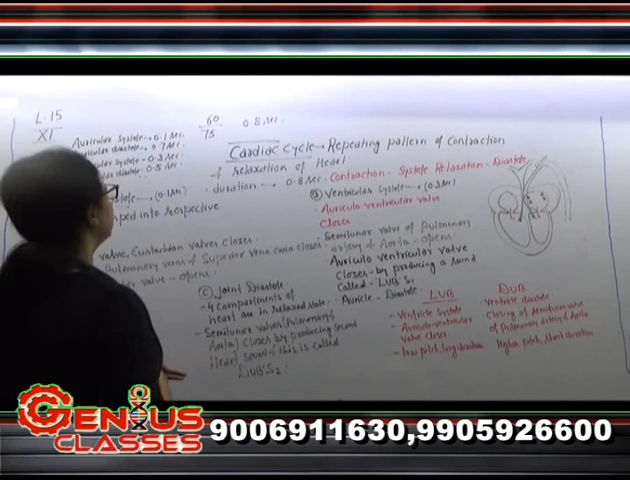 L.15
XI
Auricular Systole → 0.1 sec.
Auricular diastole → 0.7 sec.
ular systole - 0.3 sec.
ular diastole. 0.5 sec.
60
75
0.8 sec.
Cardiac Cycle → Repeating pattern of Contraction
& relaxation of Heart
Contraction - Systole, Relaxation - Diastole
· duration → 0.8 sec.
stole → (0.1 sec)
mped into respective
valve, Eustachian valves closes.
Pulmonary veins & Superior vena cava closes
valve - opens.
(B) Ventricular Systole → (0.3 sec)
· Auriculo-ventricular valve
Closes
· Semilunar valve of Pulmonary
artery & Aorta - opens.
Auriculo ventricular valve
Closes - by producing a sound
Called - "LUB" S1
· Auricle - Diastole.
(C) Joint Diastole
- 4 compartments of
heart are in relaxed state.
- Semilunar valves (Pulmonary &
Aorta) Closes by producing second
Heart sound & this is called
DUB S2
LUB
- Ventricle Systole
- Auriculo-ventricular
valve closes
- low pitch, long duration
DUB
- Ventricle diastole
- closing of semilunar valve
of Pulmonary artery & Aorta
High pitch, short duration
GENIUS
CLASSES
9006911630,9905926600